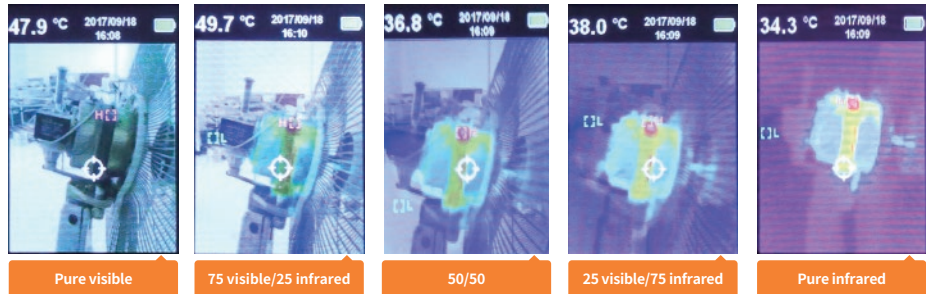 47.9 °C 2017/09/18
16:08
H
Pure visible
49.7 °C 2017/09/18
16:10
H
L
75 visible/25 infrared
36.8 °C 2017/09/18
16:09
H
L
50/50
38.0 °C 2017/09/18
16:09
H
L
25 visible/75 infrared
34.3 °C 2017/09/18
16:09
H
L
Pure infrared